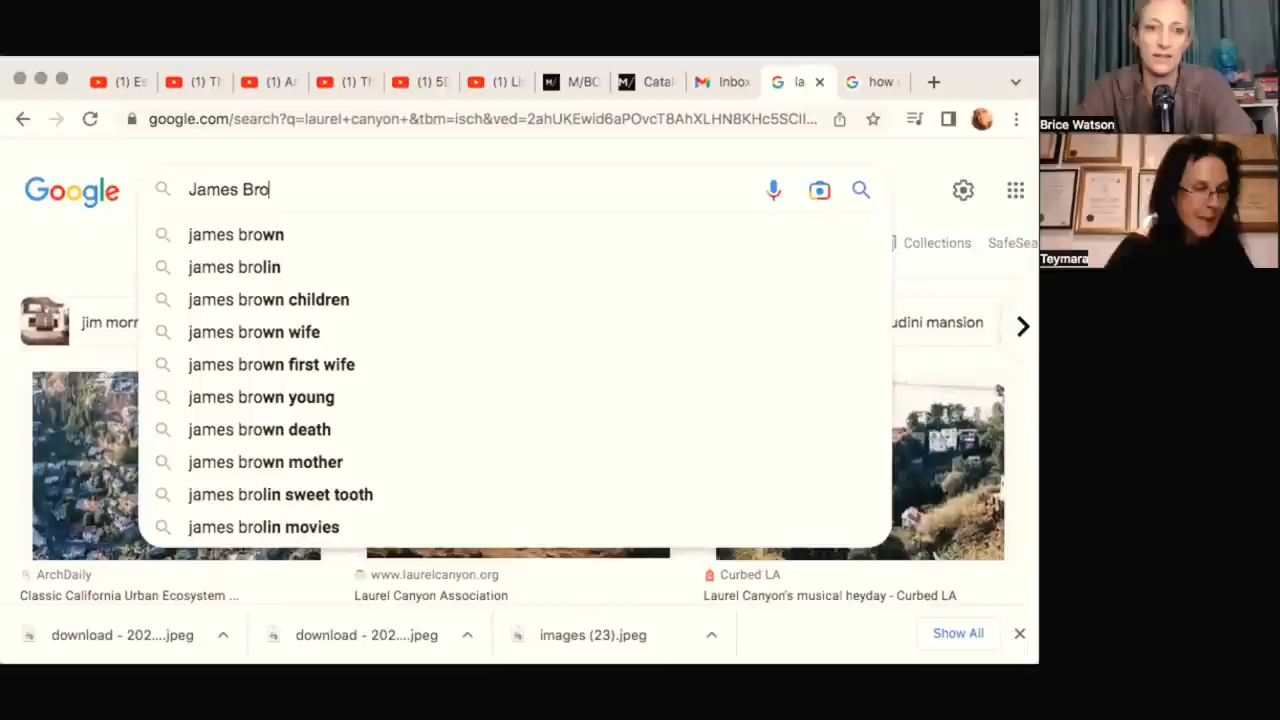 (1) Es
(1) Th
(1) Ar
(1) Th
(1) 5D
(1) Li
M/BO
Catal
Inbox
la
how
google.com/search?q=laurel+canyon+&tbm=isch&ved=2ahUKEwid6aPOvcT8AhXLHN8KHc5SCII...
Brice Watson
Google
James Bro
james brown
Collections
SafeSea
Teymara
james brolin
james brown children
jim morr
udini mansion
james brown wife
james brown first wife
james brown young
james brown death
james brown mother
james brolin sweet tooth
james brolin movies
ArchDaily
www.laurelcanyon.org
Curbed LA
Classic California Urban Ecosystem ...
Laurel Canyon Association
Laurel Canyon's musical heyday - Curbed LA
download - 202....jpeg
download - 202....jpeg
images (23).jpeg
Show All